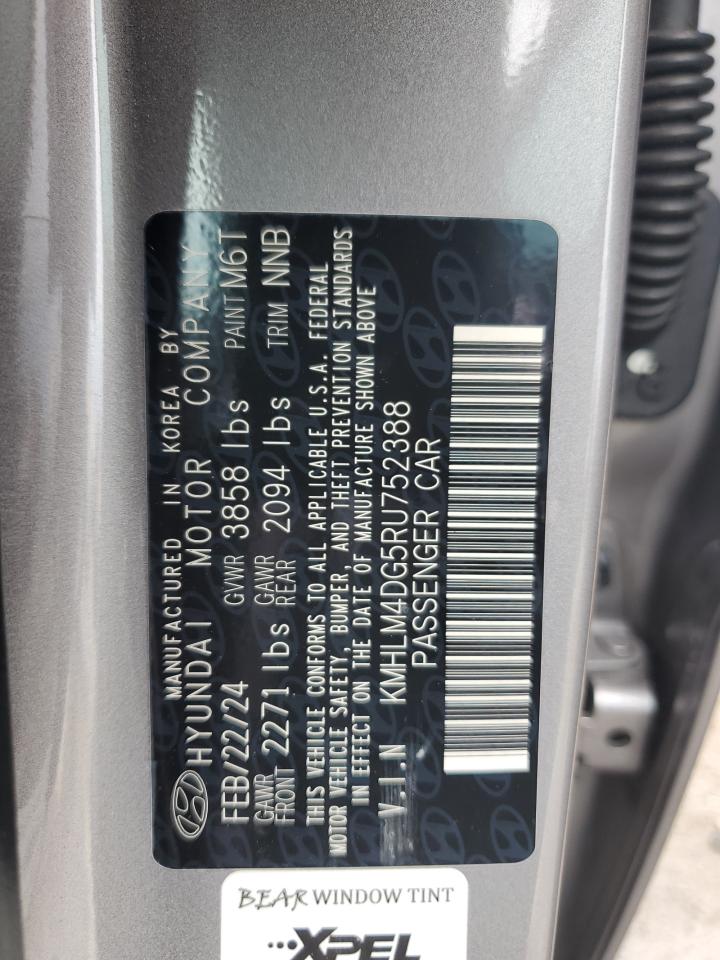 MANUFACTURED IN KOREA BY
HYUNDAI MOTOR COMPANY
FEB/22/24 GVWR 3858 lbs PAINT M6T
GAWR FRONT 2271 lbs GAWR REAR 2094 lbs TRIM NNB
THIS VEHICLE CONFORMS TO ALL APPLICABLE U.S.A. FEDERAL
MOTOR VEHICLE SAFETY, BUMPER, AND THEFT PREVENTION STANDARDS
IN EFFECT ON THE DATE OF MANUFACTURE SHOWN ABOVE
V.I.N KMHLM4DG5RU752388
PASSENGER CAR
BEAR WINDOW TINT
XPEL